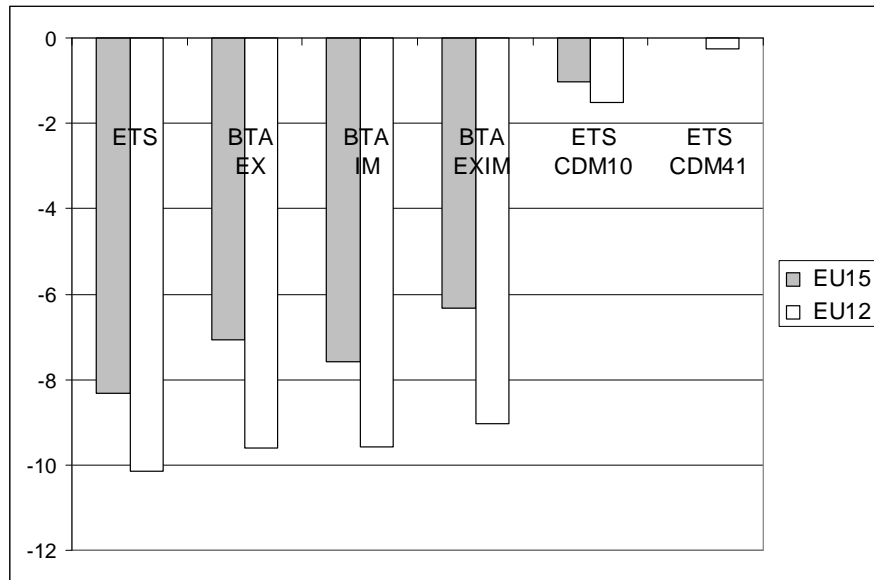 0
-2
-4
-6
-8
-10
-12
ETS
BTA
EX
BTA
IM
BTA
EXIM
ETS
CDM10
ETS
CDM41
EU15
EU12